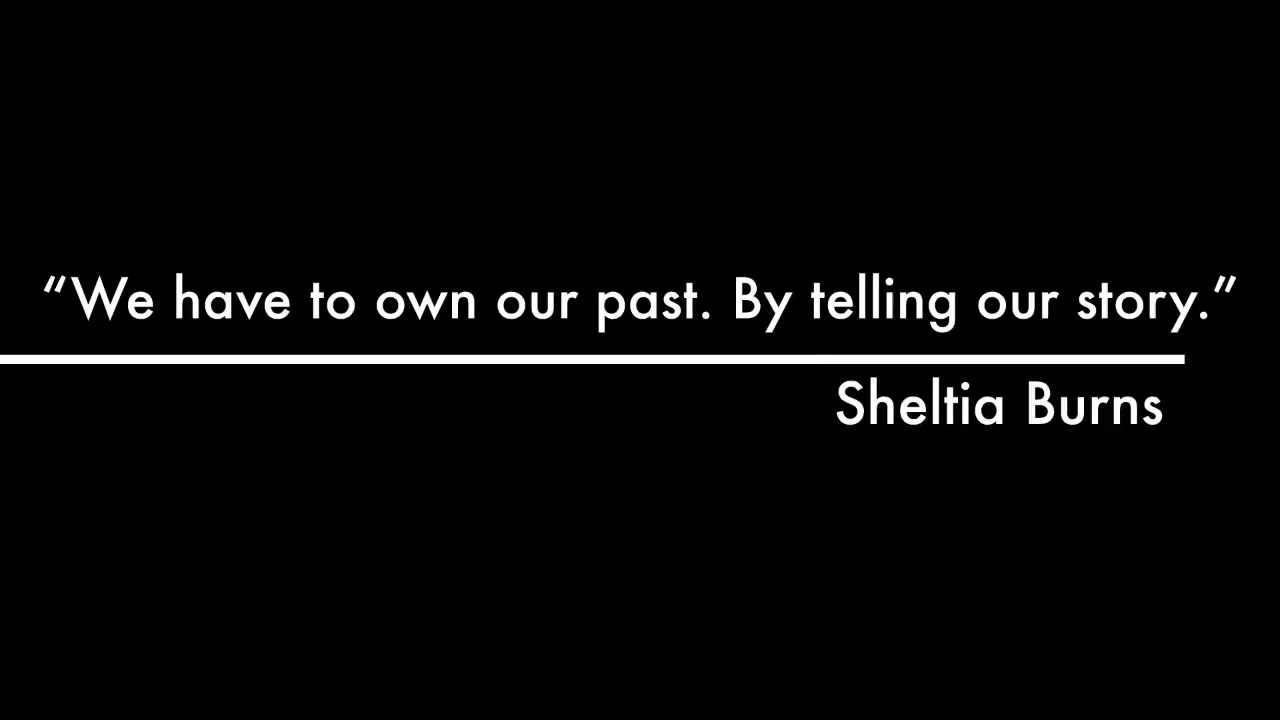 “We have to own our past. By telling our story.”
Sheltia Burns